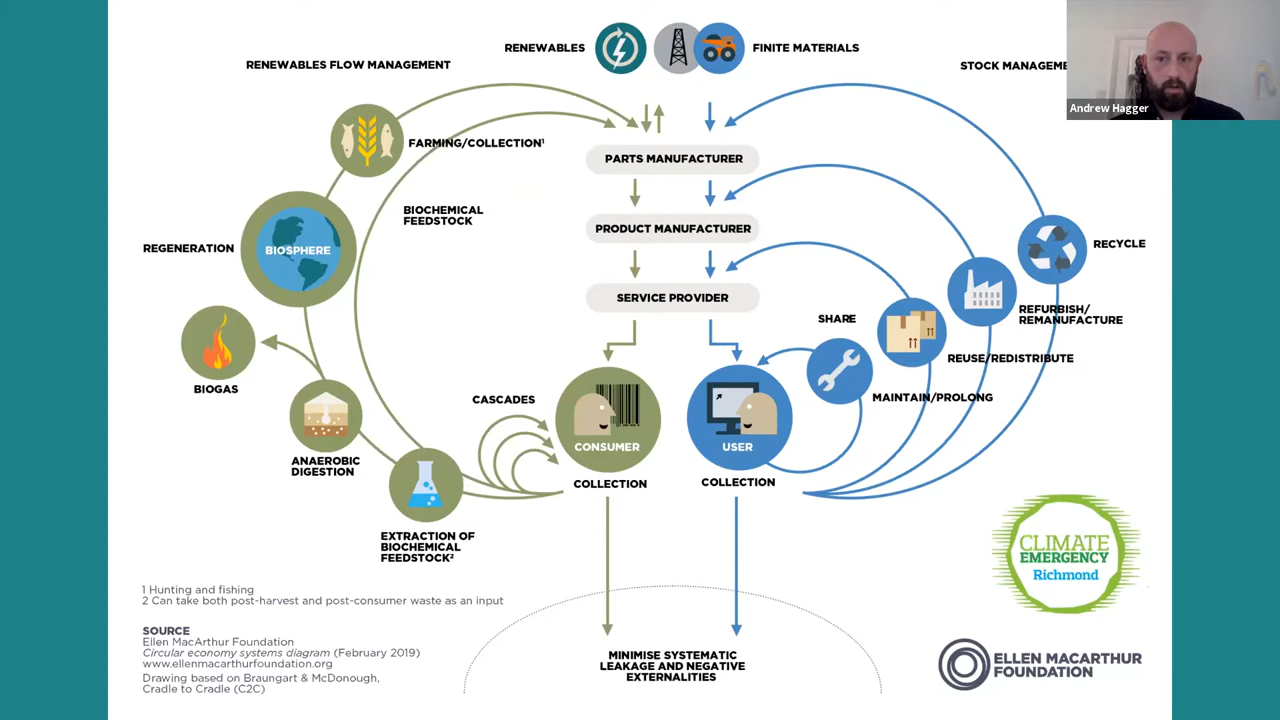 RENEWABLES
FINITE MATERIALS
RENEWABLES FLOW MANAGEMENT
STOCK MANAGEME
Andrew Hagger
FARMING/COLLECTION¹
PARTS MANUFACTURER
BIOCHEMICAL
FEEDSTOCK
PRODUCT MANUFACTURER
REGENERATION
BIOSPHERE
RECYCLE
SERVICE PROVIDER
SHARE
REFURBISH/
REMANUFACTURE
REUSE/REDISTRIBUTE
BIOGAS
MAINTAIN/PROLONG
CASCADES
CONSUMER
USER
ANAEROBIC
DIGESTION
COLLECTION
COLLECTION
EXTRACTION OF
BIOCHEMICAL
FEEDSTOCK²
CLIMATE
EMERGENCY
Richmond
1 Hunting and fishing
2 Can take both post-harvest and post-consumer waste as an input
SOURCE
Ellen MacArthur Foundation
Circular economy systems diagram (February 2019)
www.ellenmacarthurfoundation.org
Drawing based on Braungart & McDonough,
Cradle to Cradle (C2C)
MINIMISE SYSTEMATIC
LEAKAGE AND NEGATIVE
EXTERNALITIES
ELLEN MACARTHUR
FOUNDATION